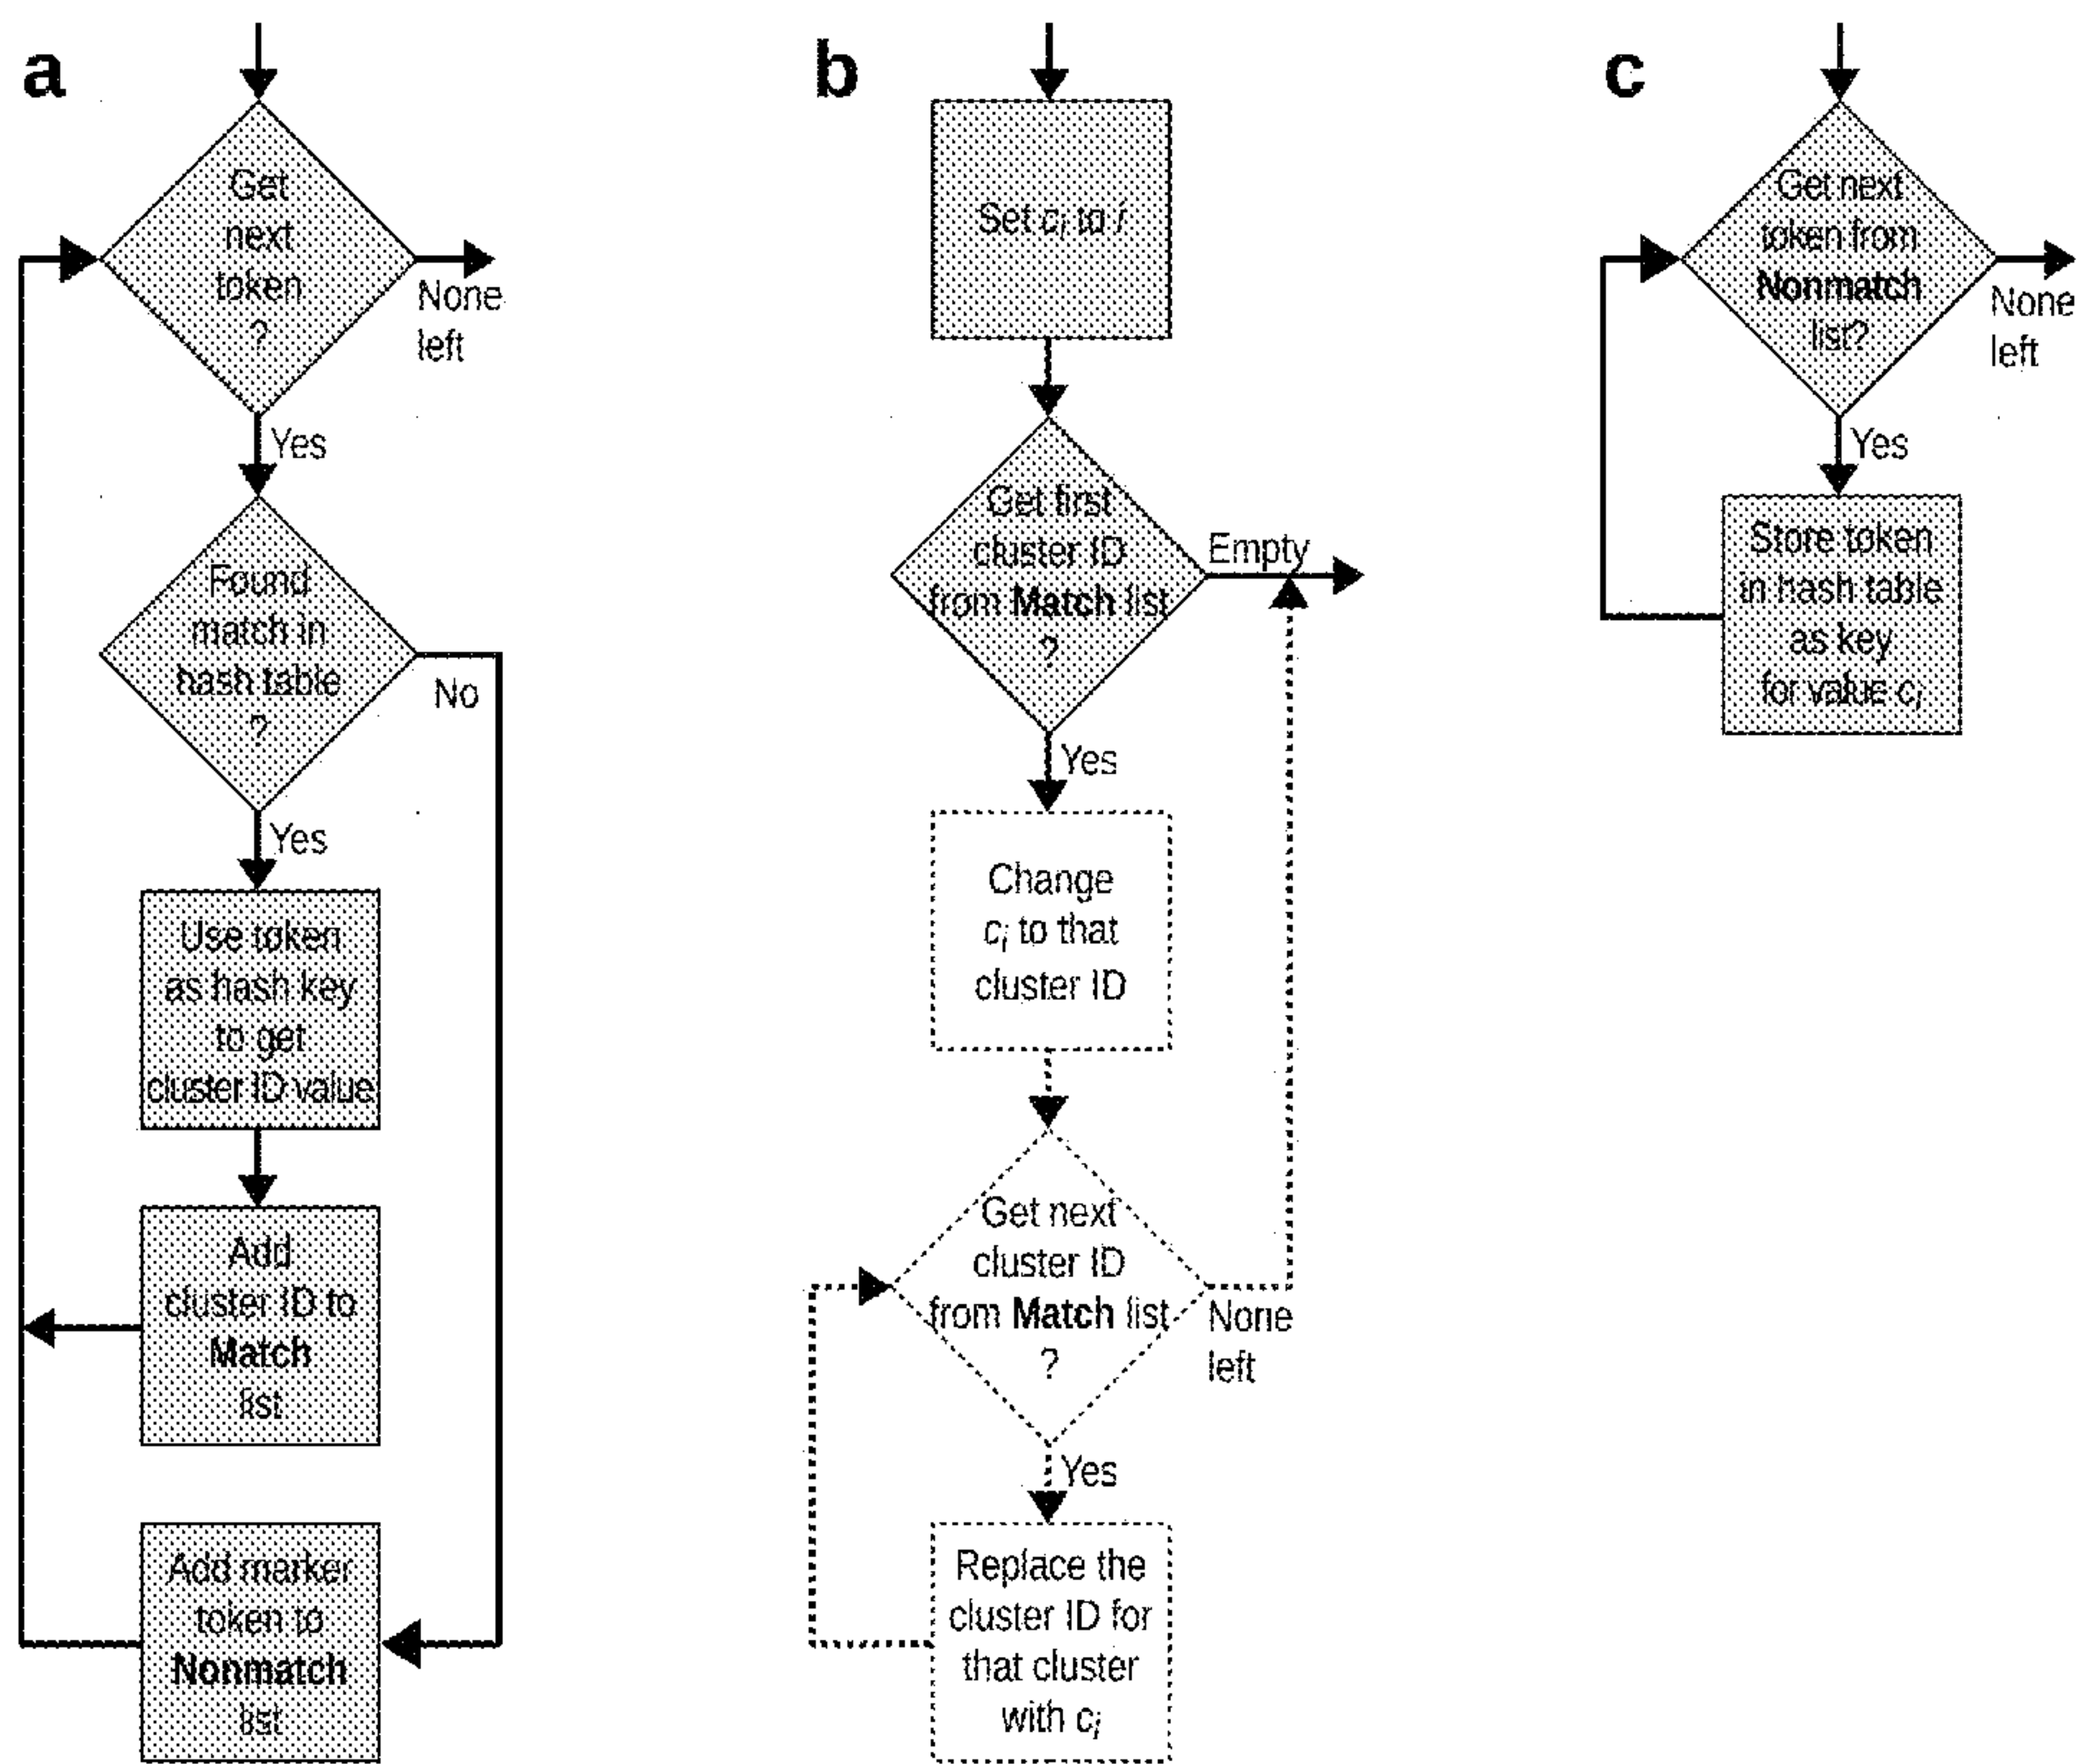 a
Get
next
token
?
None
left
Yes
Found
match in
hash table
?
No
Yes
Use token
as hash key
to get
cluster ID value
Add
cluster ID to
Match
list
Add marker
token to
Nonmatch
list
b
Set ci to i
Get first
cluster ID
from Match list
?
Empty
Yes
Change
ci to that
cluster ID
Get next
cluster ID
from Match list
?
None
left
Yes
Replace the
cluster ID for
that cluster
with ci
c
Get next
token from
Nonmatch
list?
None
left
Yes
Store token
in hash table
as key
for value ci